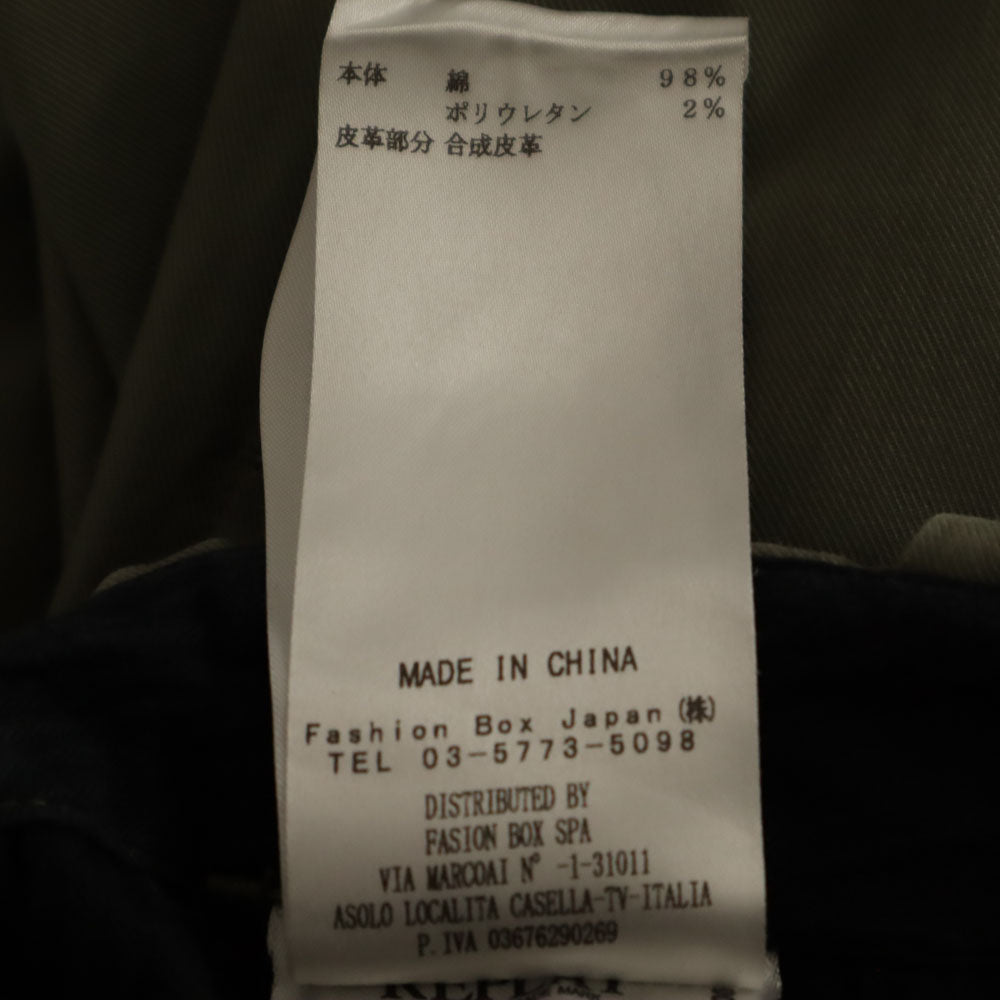 本体 綿 98%
ポリウレタン 2%
皮革部分 合成皮革
MADE IN CHINA
Fashion Box Japan(株)
TEL 03-5773-5098
DISTRIBUTED BY
FASION BOX SPA
VIA MARCOAI N° -1-31011
ASOLO LOCALITA CASELLA-TV-ITALIA
P.IVA 03676290269